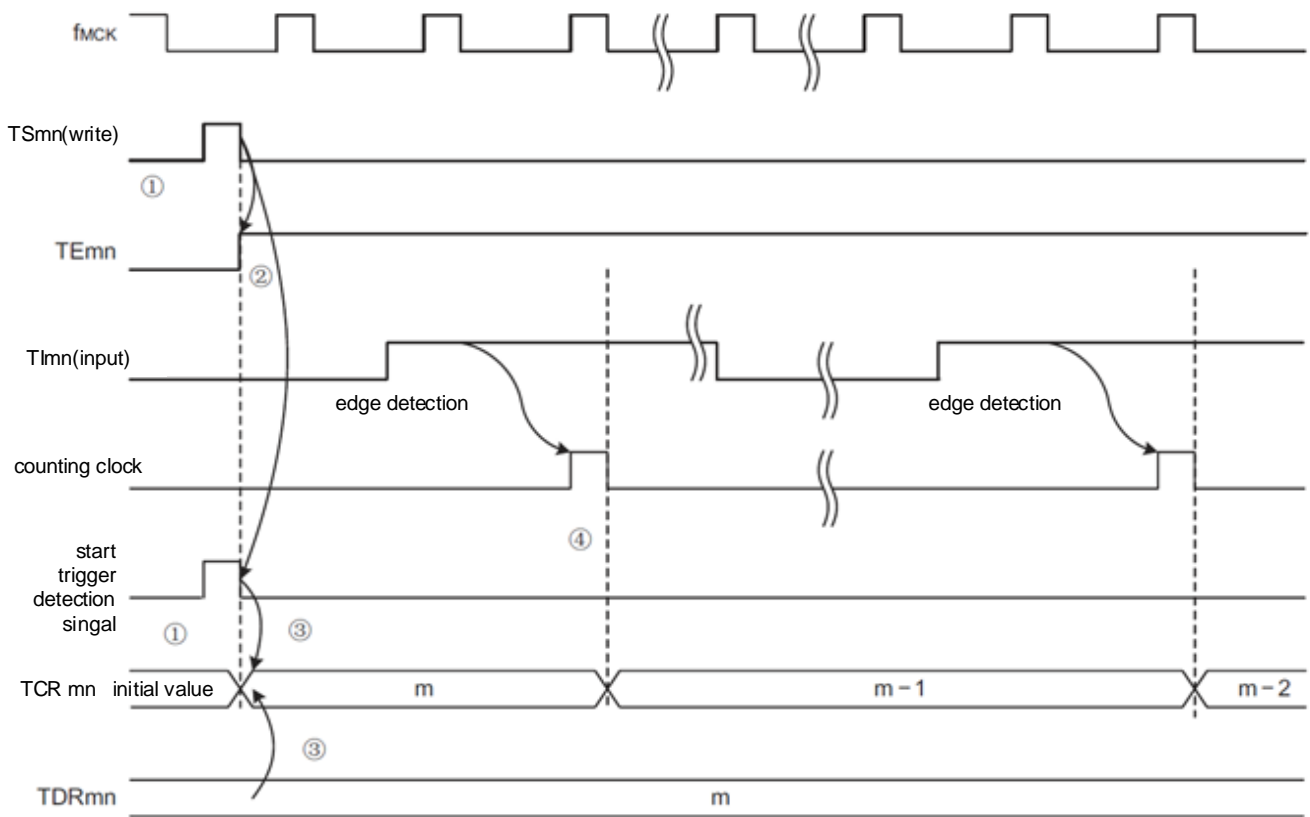 fMCK
TSmn(write)
①
TEmn
②
TImn(input)
edge detection
edge detection
counting clock
④
start
trigger
detection
singal
①
③
TCR mn initial value
m
m-1
m-2
③
TDRmn
m